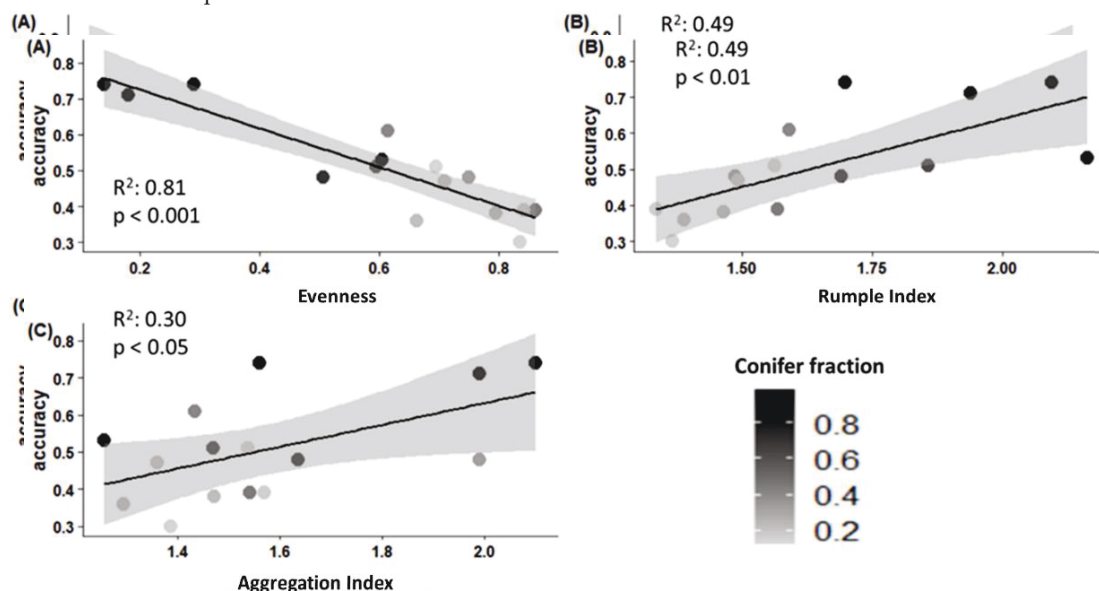 (A)
R²: 0.49
(B)
(A)
0.8
0.7
0.6
0.5
0.4
0.3
accuracy
accuracy
R²: 0.81
p < 0.001
0.2
0.4
0.6
0.8
Evenness
(B)
R²: 0.49
p < 0.01
0.8
0.7
0.6
0.5
0.4
0.3
accuracy
1.50
1.75
2.00
Rumple Index
(C)
R²: 0.30
p < 0.05
0.8
0.7
0.6
0.5
0.4
0.3
accuracy
accuracy
1.4
1.6
1.8
2.0
Aggregation Index
Conifer fraction
0.8
0.6
0.4
0.2